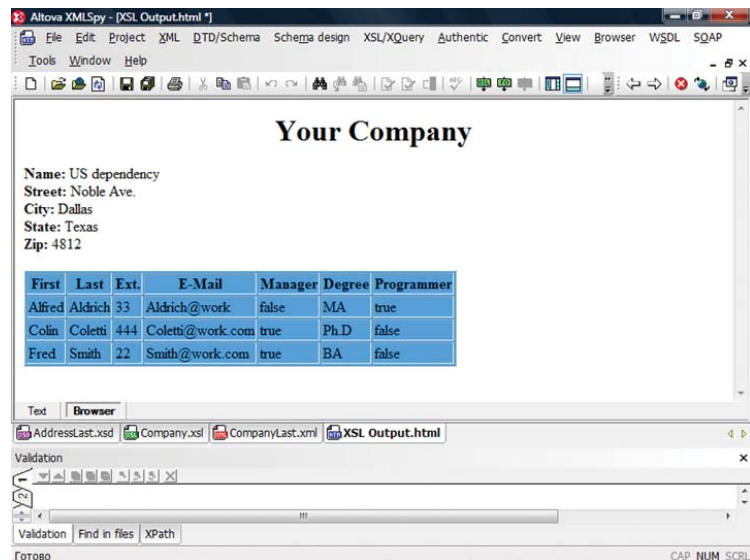 Altova XMLSpy - [XSL Output.html *]
File Edit Project XML DTD/Schema Schema design XSL/XQuery Authentic Convert View Browser WSDL SOAP
Tools Window Help
Your Company
Name: US dependency
Street: Noble Ave.
City: Dallas
State: Texas
Zip: 4812
First Last Ext. E-Mail Manager Degree Programmer
Alfred Aldrich 33 Aldrich@work false MA true
Colin Coletti 444 Coletti@work.com true Ph.D false
Fred Smith 22 Smith@work.com true BA false
Text Browser
AddressLast.xsd Company.xsl CompanyLast.xml XSL Output.html
Validation
1
2
Validation Find in files XPath
Готово CAP NUM SCRL